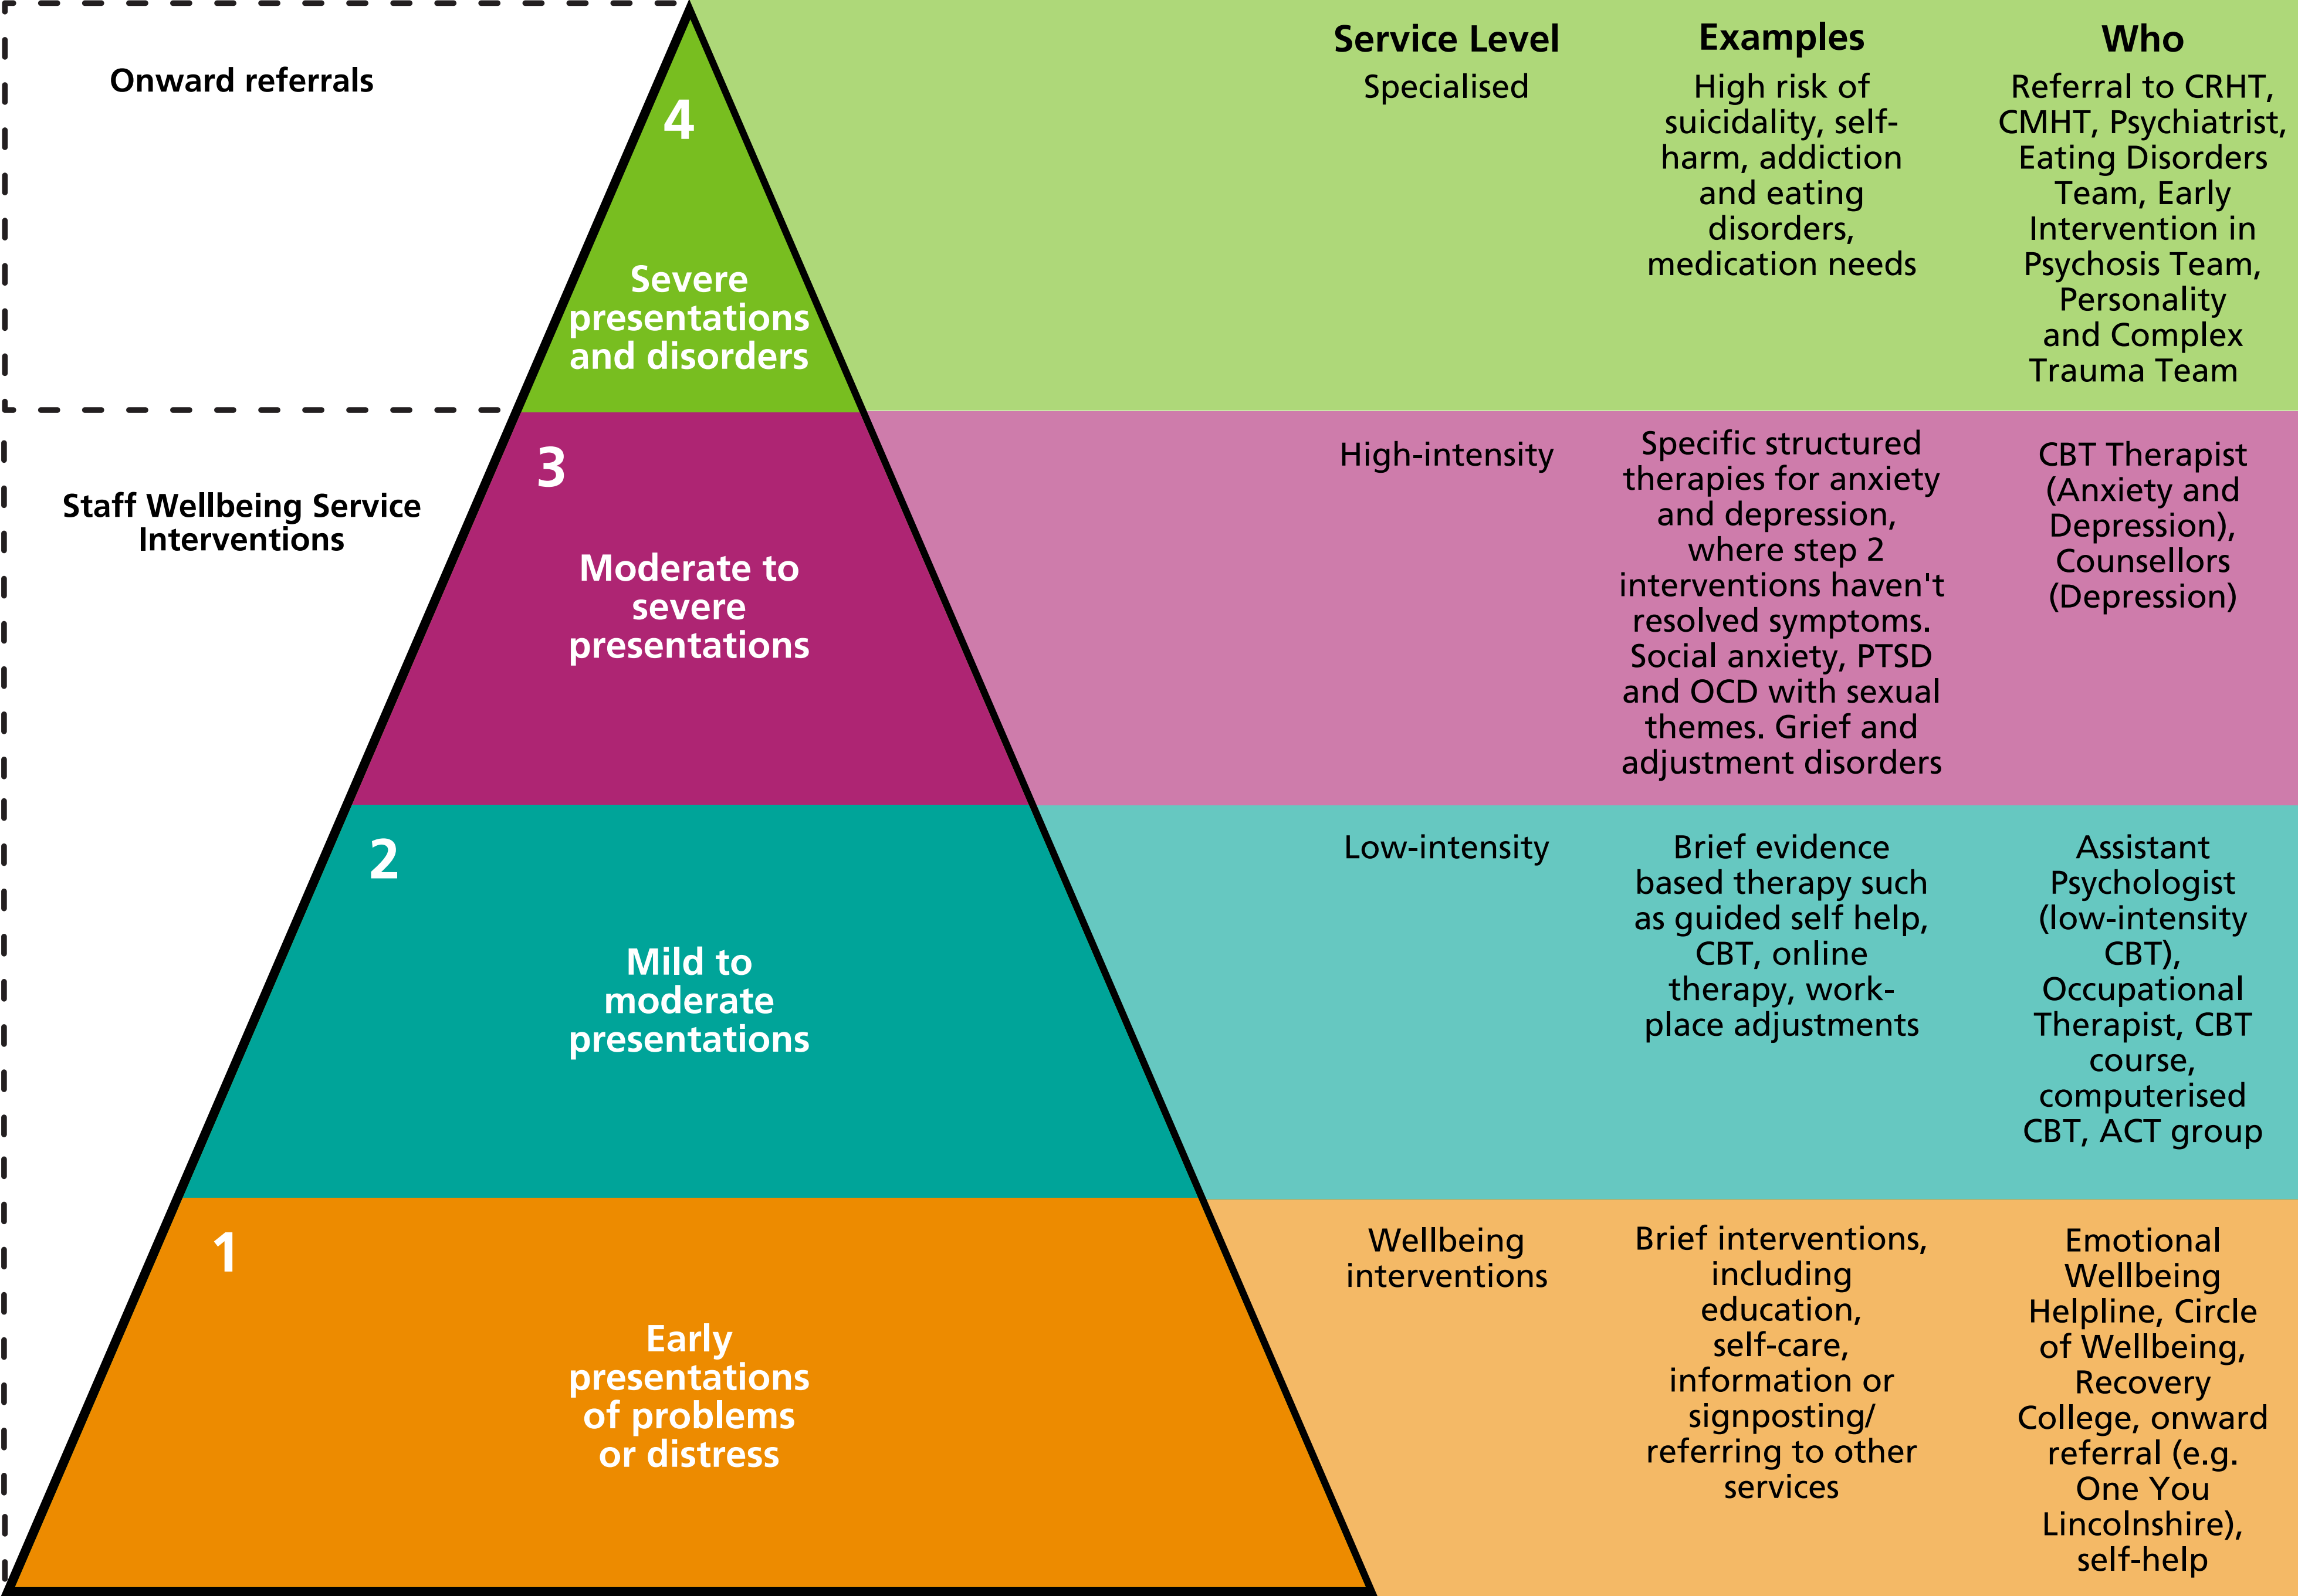 Onward referrals
4
Severe
presentations
and disorders
Service Level
Specialised
Examples
High risk of
suicidality, self-
harm, addiction
and eating
disorders,
medication needs
Who
Referral to CRHT,
CMHT, Psychiatrist,
Eating Disorders
Team, Early
Intervention in
Psychosis Team,
Personality
and Complex
Trauma Team
Staff Wellbeing Service
Interventions
3
Moderate to
severe
presentations
High-intensity
Specific structured
therapies for anxiety
and depression,
where step 2
interventions haven't
resolved symptoms.
Social anxiety, PTSD
and OCD with sexual
themes. Grief and
adjustment disorders
CBT Therapist
(Anxiety and
Depression),
Counsellors
(Depression)
2
Mild to
moderate
presentations
Low-intensity
Brief evidence
based therapy such
as guided self help,
CBT, online
therapy, work-
place adjustments
Assistant
Psychologist
(low-intensity
CBT),
Occupational
Therapist, CBT
course,
computerised
CBT, ACT group
1
Early
presentations
of problems
or distress
Wellbeing
interventions
Brief interventions,
including
education,
self-care,
information or
signposting/
referring to other
services
Emotional
Wellbeing
Helpline, Circle
of Wellbeing,
Recovery
College, onward
referral (e.g.
One You
Lincolnshire),
self-help